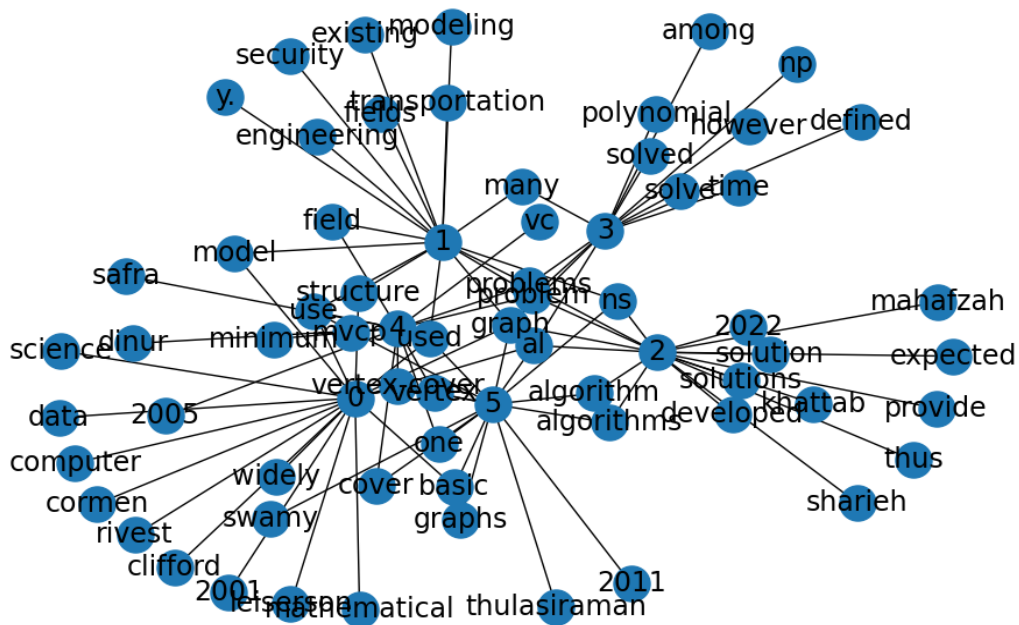 modeling
among
existing
security
np
y.
transportation
fields
polynomial
however
defined
engineering
solved
many
solve
time
field
vc
3
1
model
safra
problems
structure
problem
ns
mahafzah
use
graph
2022
minimum
mvcp
4
used
dinur
science
al
2
solution
expected
solutions
vertex-cover
vertex
algorithm
khattab
0
5
provide
data
2005
algorithms
developed
one
computer
thus
widely
cover
basic
cormen
sharieh
swamy
graphs
rivest
clifford
2001
2011
leiserson
mathematical
thulasiraman